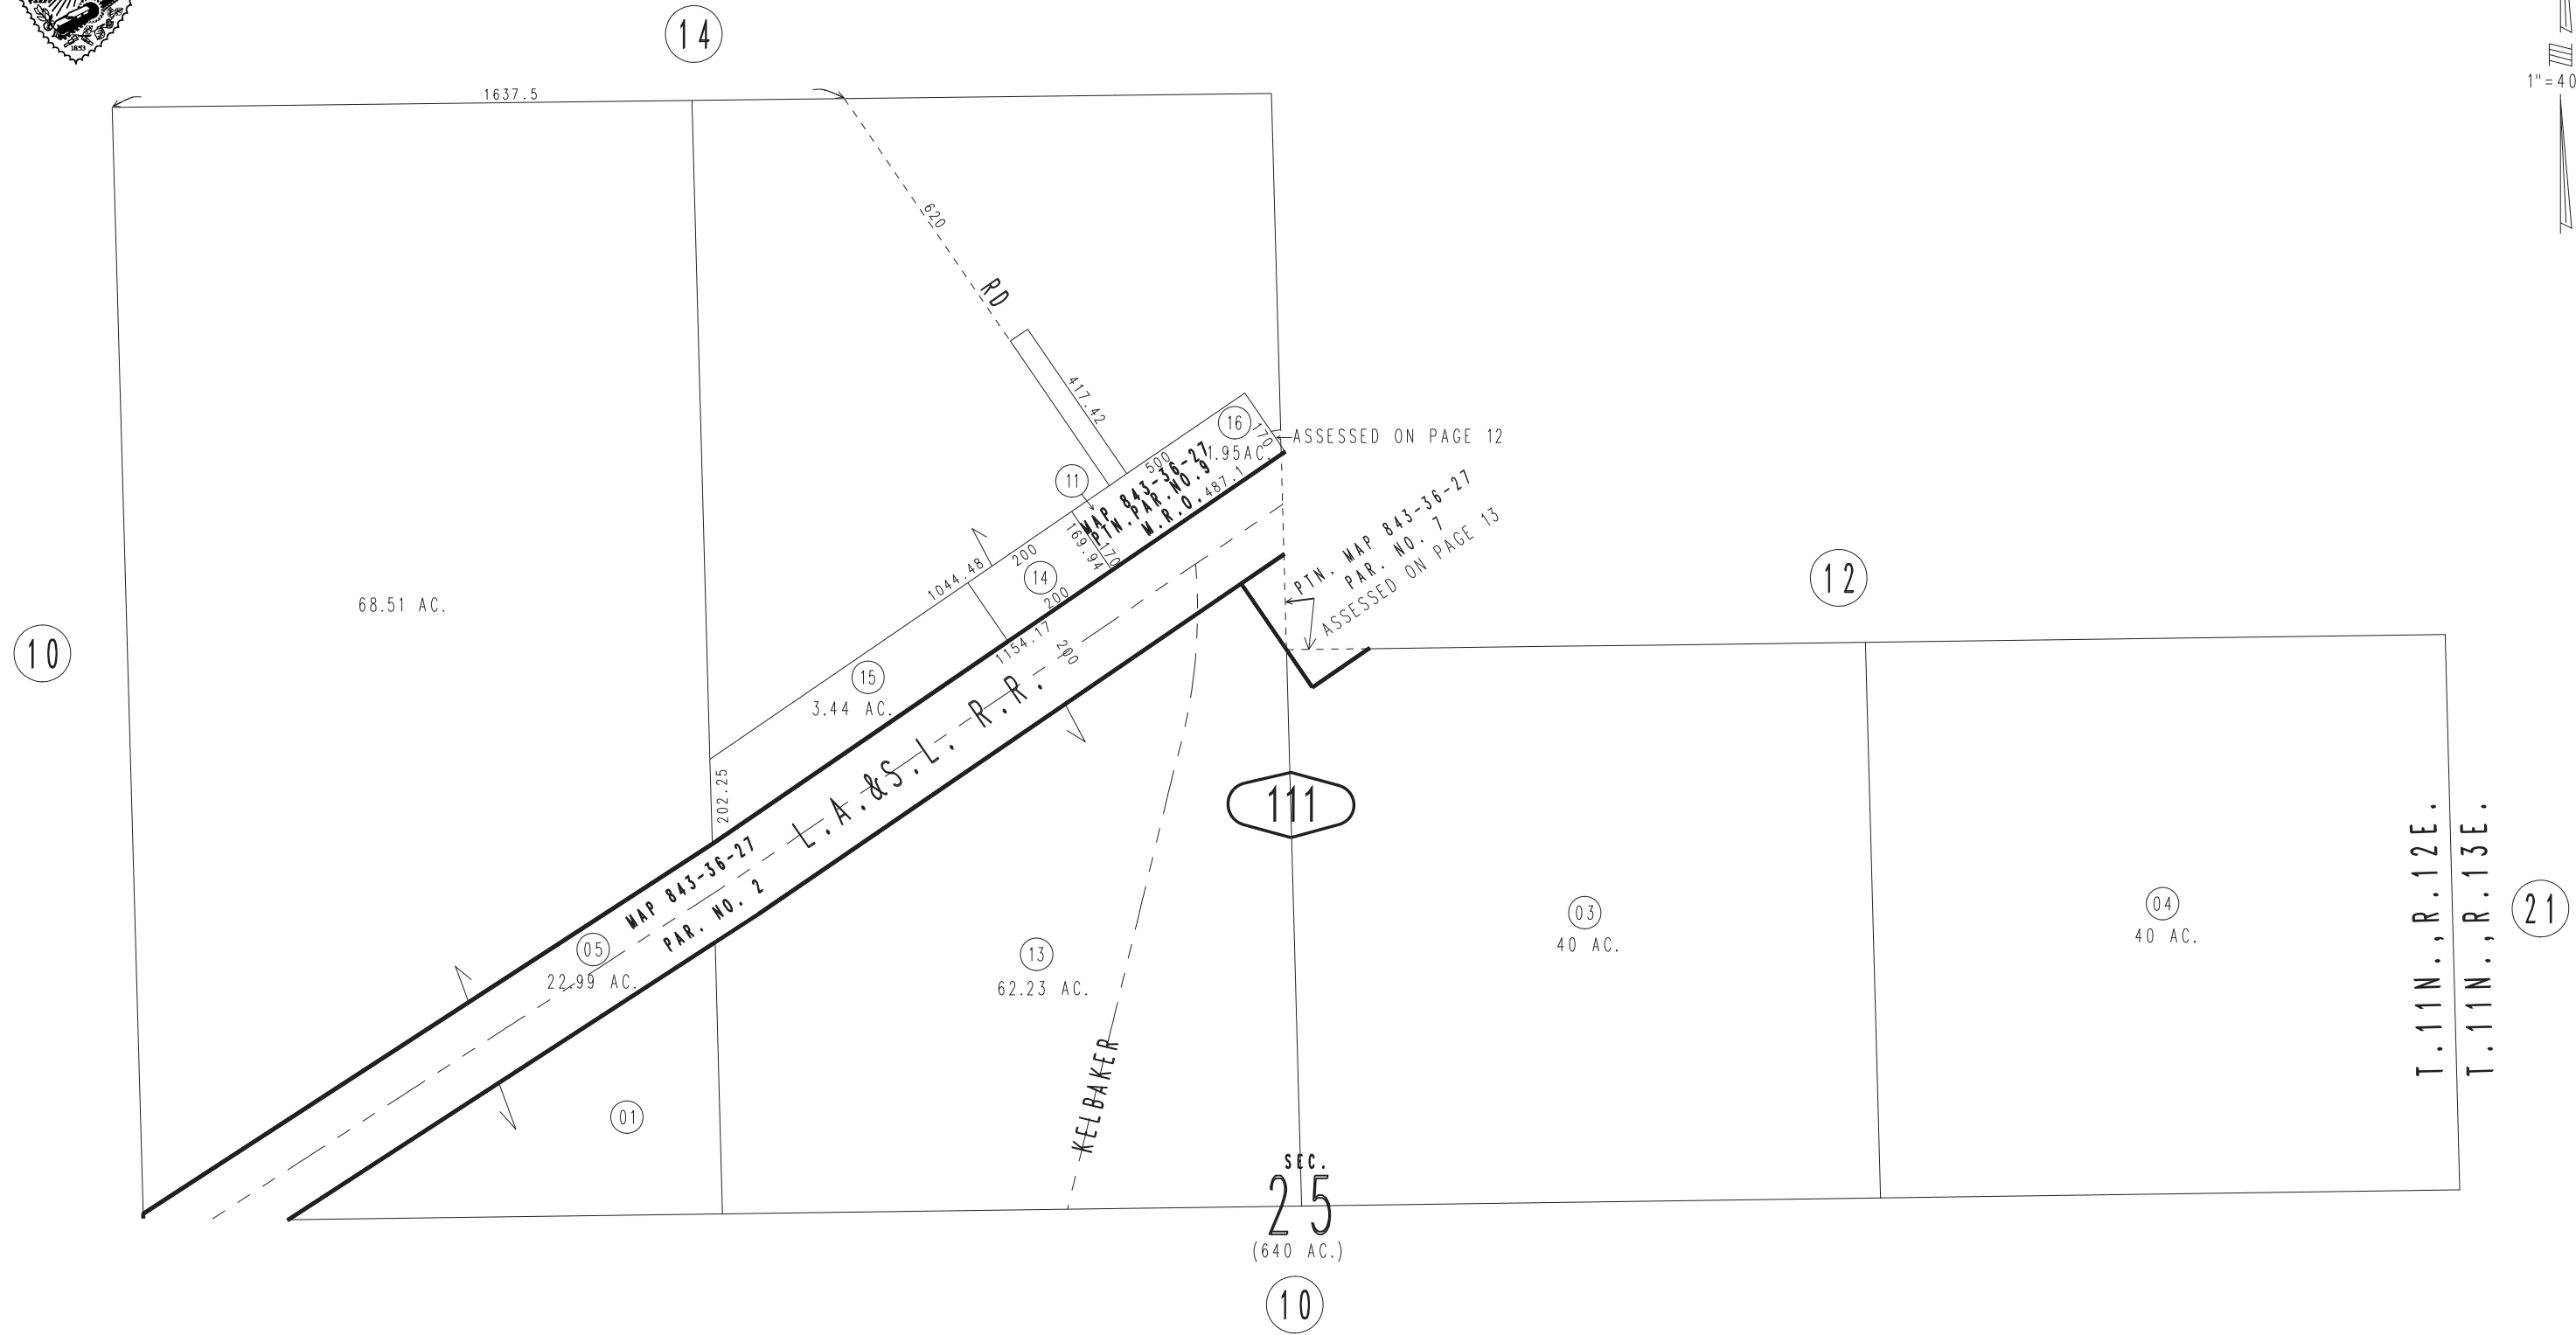 1853
14
1"=40
1637.5
620
RD
417.42
16
170
1.95AC.
ASSESSED ON PAGE 12
500
11
MAP 843-36-27
PTN.PAR.NO.9
M.R.O.
487.1
169.94
170
PTN. MAP 843-36-27
PAR. NO. 7
ASSESSED ON PAGE 13
1044.48
200
14
200
1154.17
200
12
68.51 AC.
10
15
3.44 AC.
202.25
L.A.&S.L. R.R.
111
MAP 843-36-27
PAR. NO. 2
05
22.99 AC.
13
62.23 AC.
03
40 AC.
04
40 AC.
T.11N.,R.12E.
T.11N.,R.13E.
21
01
KELBAKER
SEC.
25
(640 AC.)
10